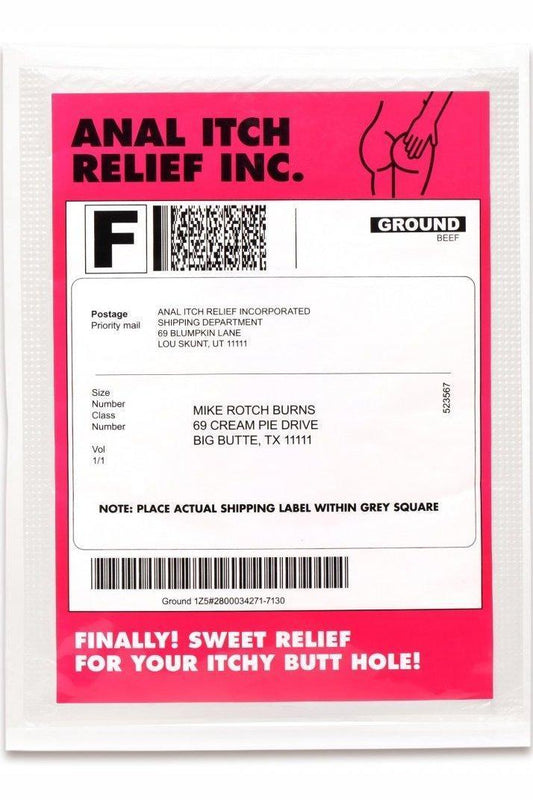 ANAL ITCH
RELIEF INC.
F
GROUND
BEEF
Postage
Priority mail
ANAL ITCH RELIEF INCORPORATED
SHIPPING DEPARTMENT
69 BLUMPKIN LANE
LOU SKUNT, UT 11111
Size
Number
Class
Number
Vol
1/1
MIKE ROTCH BURNS
69 CREAM PIE DRIVE
BIG BUTTE, TX 11111
523567
NOTE: PLACE ACTUAL SHIPPING LABEL WITHIN GREY SQUARE
Ground 1Z5#2800034271-7130
FINALLY! SWEET RELIEF
FOR YOUR ITCHY BUTT HOLE!